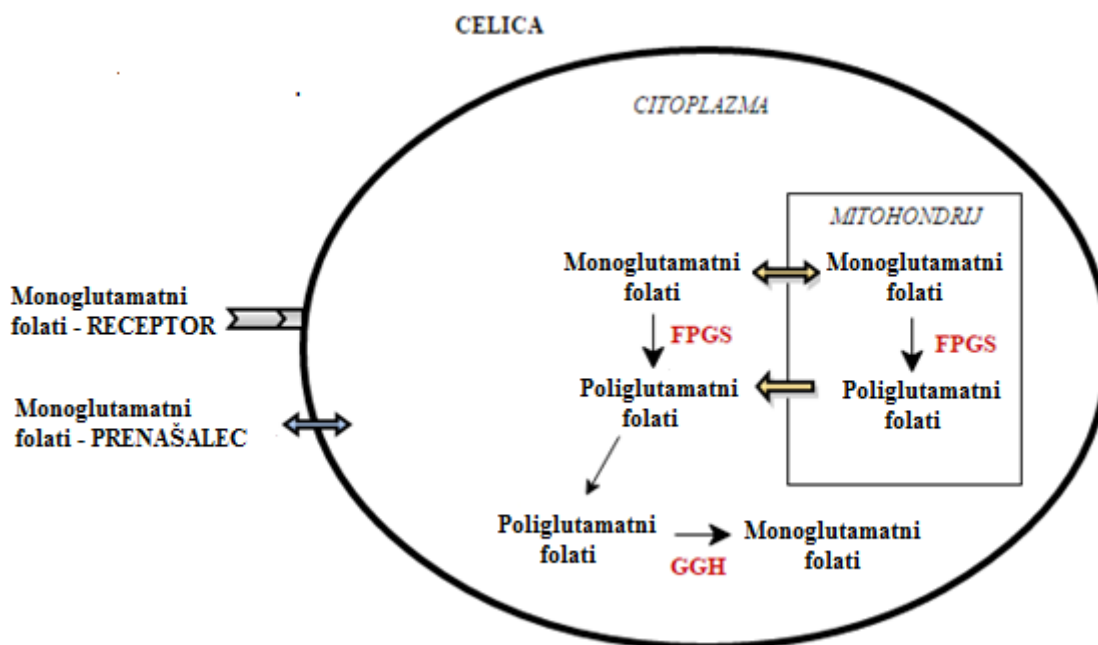 CELICA
CITOPLAZMA
MITOHONDRIJ
Monoglutamatni
folati
Monoglutamatni
folati
Monoglutamatni
folati - RECEPTOR
FPGS
FPGS
Poliglutamatni
folati
Poliglutamatni
folati
Monoglutamatni
folati - PRENAŠALEC
Poliglutamatni
folati
Monoglutamatni
folati
GGH